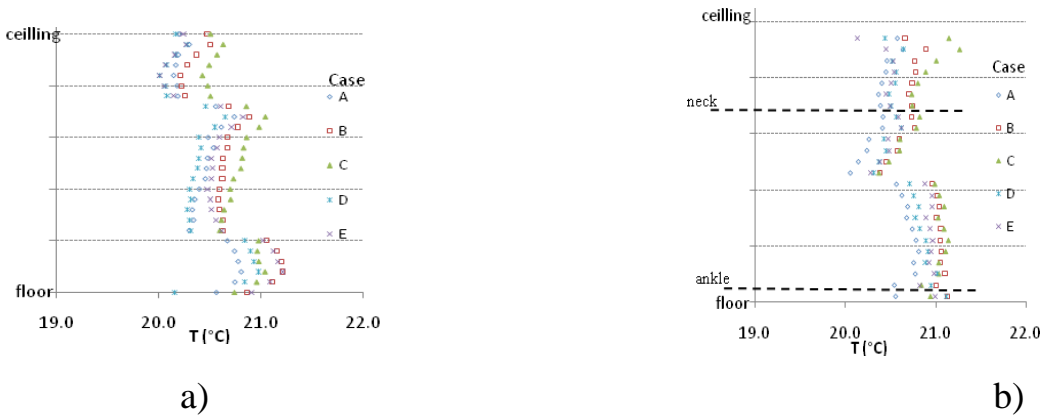 ceilling
Case
A
B
C
D
E
floor
19.0 20.0 21.0 22.0
T (°C)
a)
ceilling
Case
neck
A
B
C
D
E
ankle
floor
19.0 20.0 21.0 22.0
T (°C)
b)